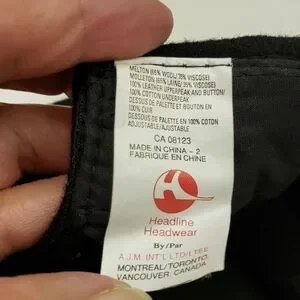 MELTON (65% WOOL/35% VISCOSE)
MOLLETON (65% LAINE/35% VISCOSE)
100% LEATHER UPPERPEAK AND BUTTON/
100% COTTON UNDERPEAK
DESSUS DE PALETTE ET BOUTON EN
100% CUIR
DESSOUS DE PALETTE EN 100% COTON
ADJUSTABLE/AJUSTABLE
CA 08123
MADE IN CHINA - 2
FABRIQUE EN CHINE
Headline
Headwear
By/Par
A.J.M. INT'L LTD/LTEE
MONTREAL/TORONTO
VANCOUVER, CANADA